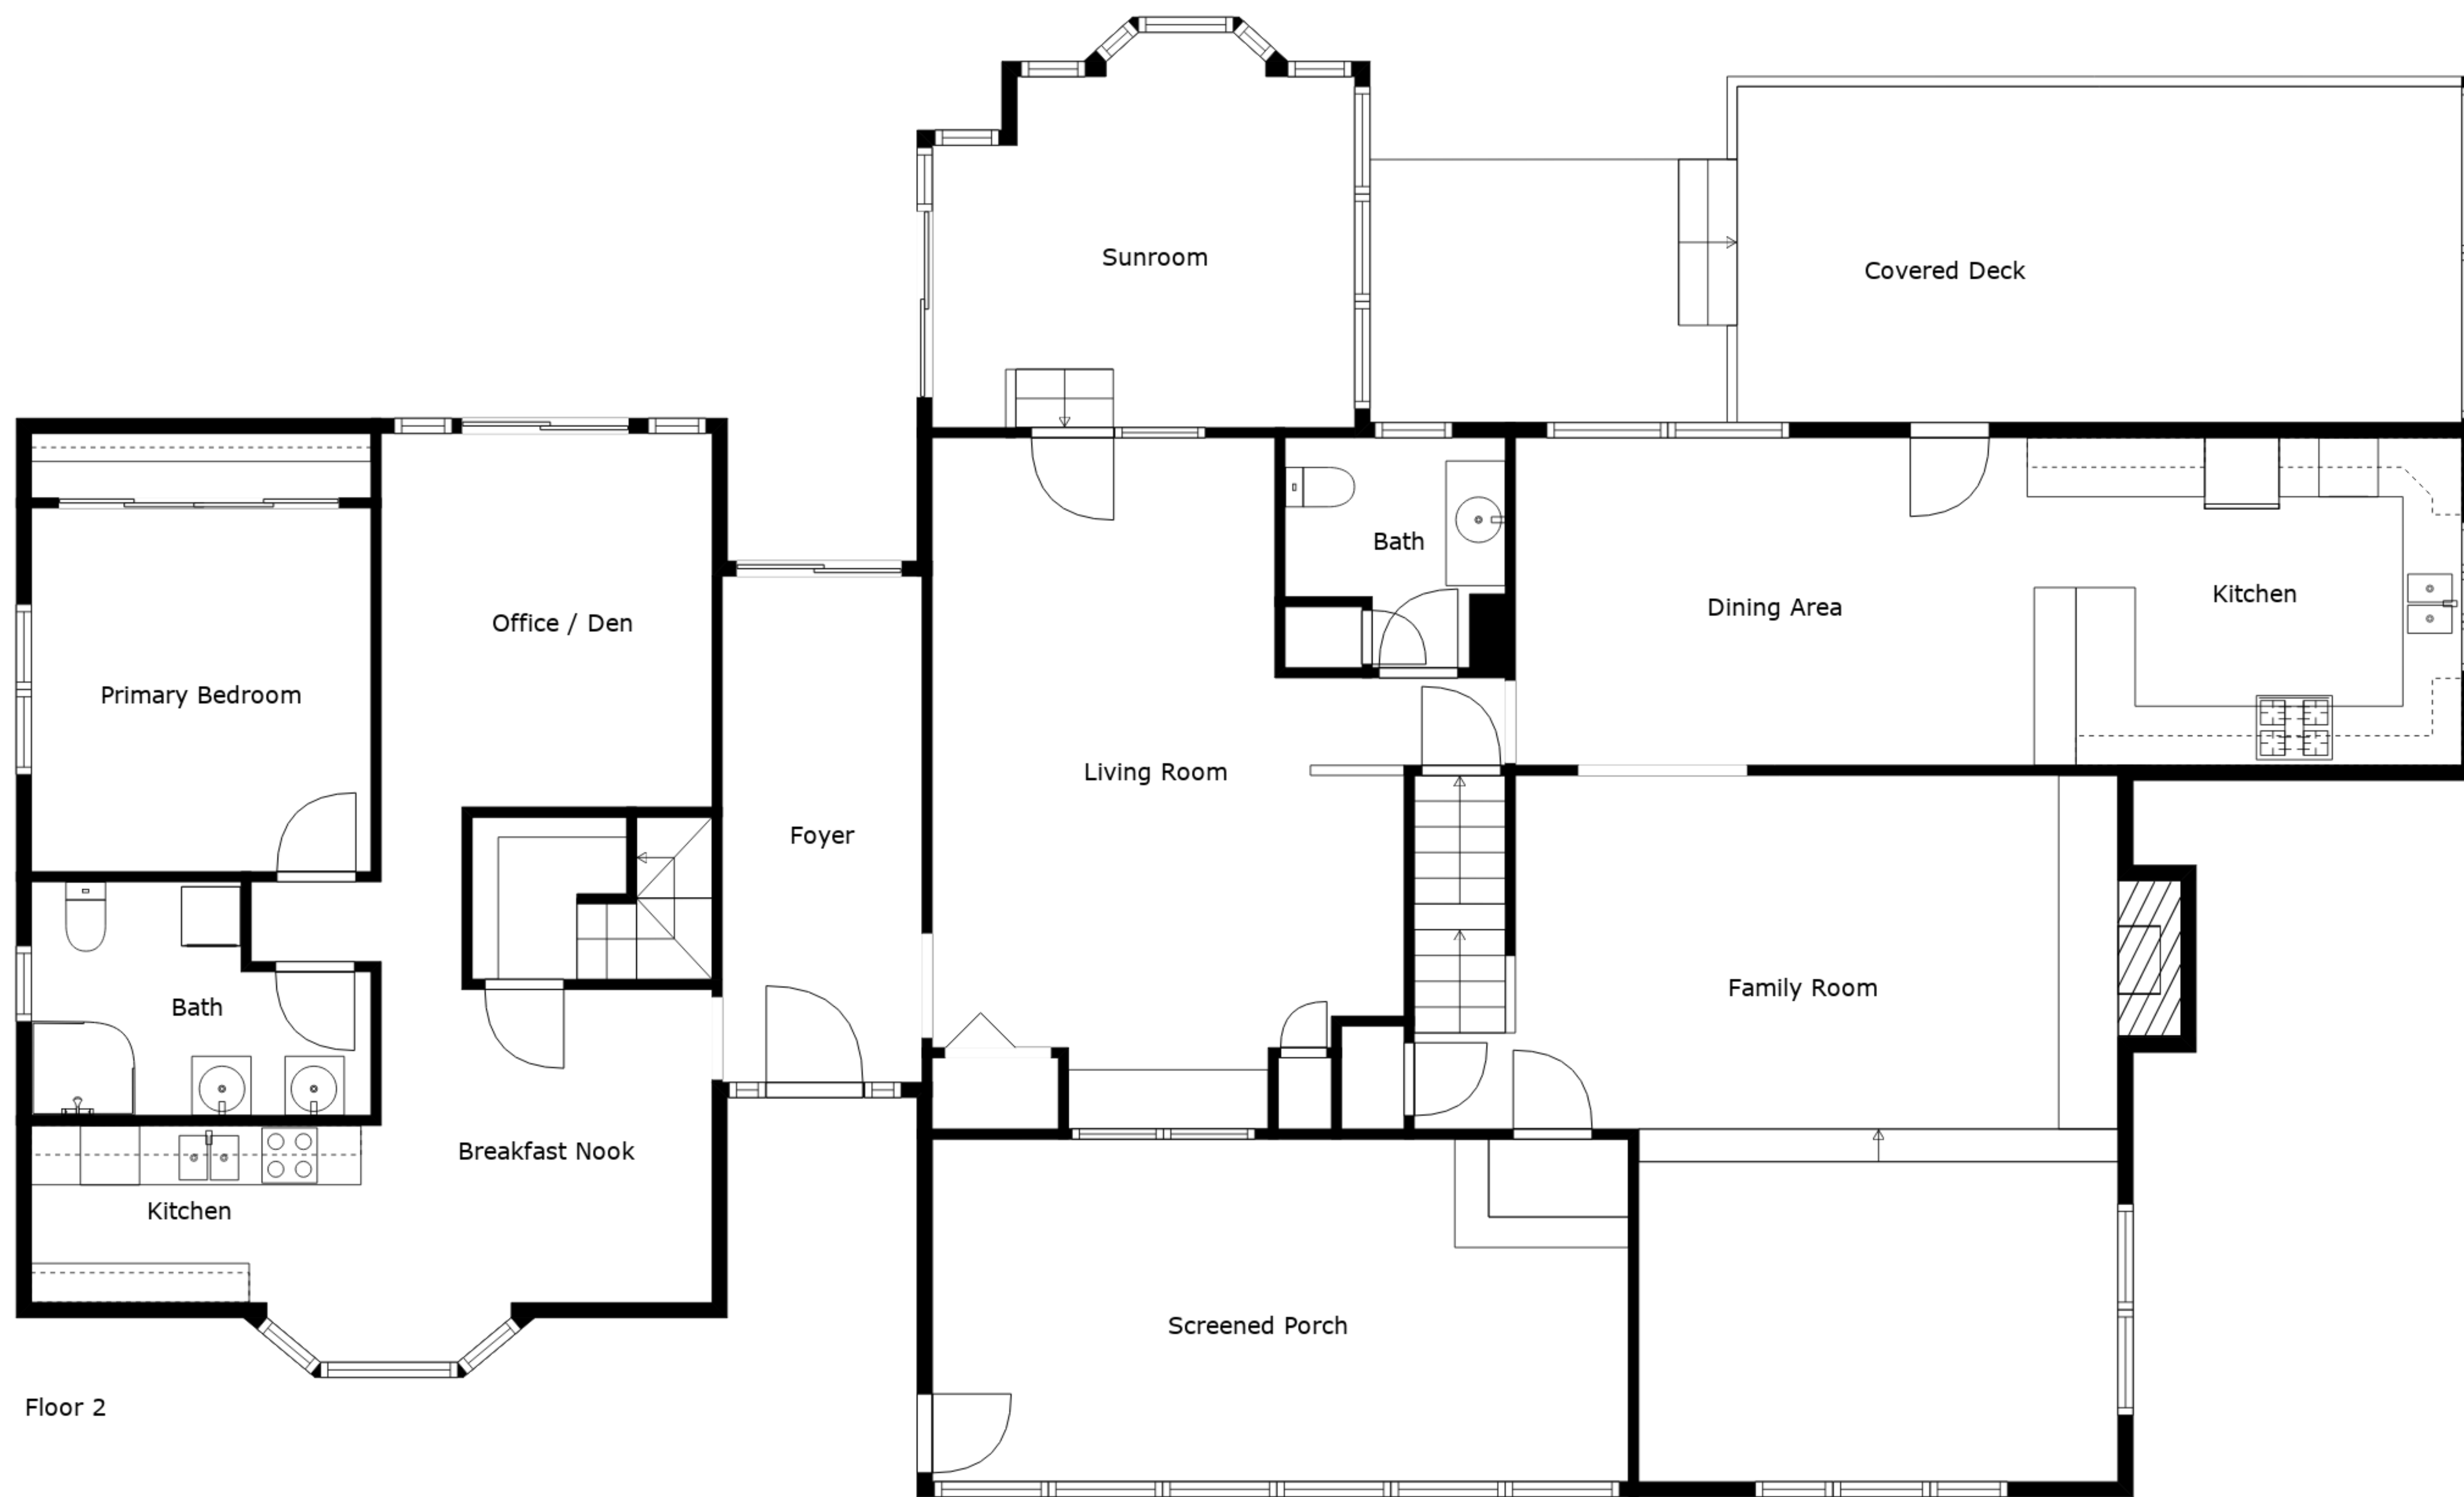 Sunroom
Covered Deck
Bath
Kitchen
Dining Area
Office / Den
Primary Bedroom
Living Room
Foyer
Family Room
Bath
Breakfast Nook
Kitchen
Screened Porch
Floor 2